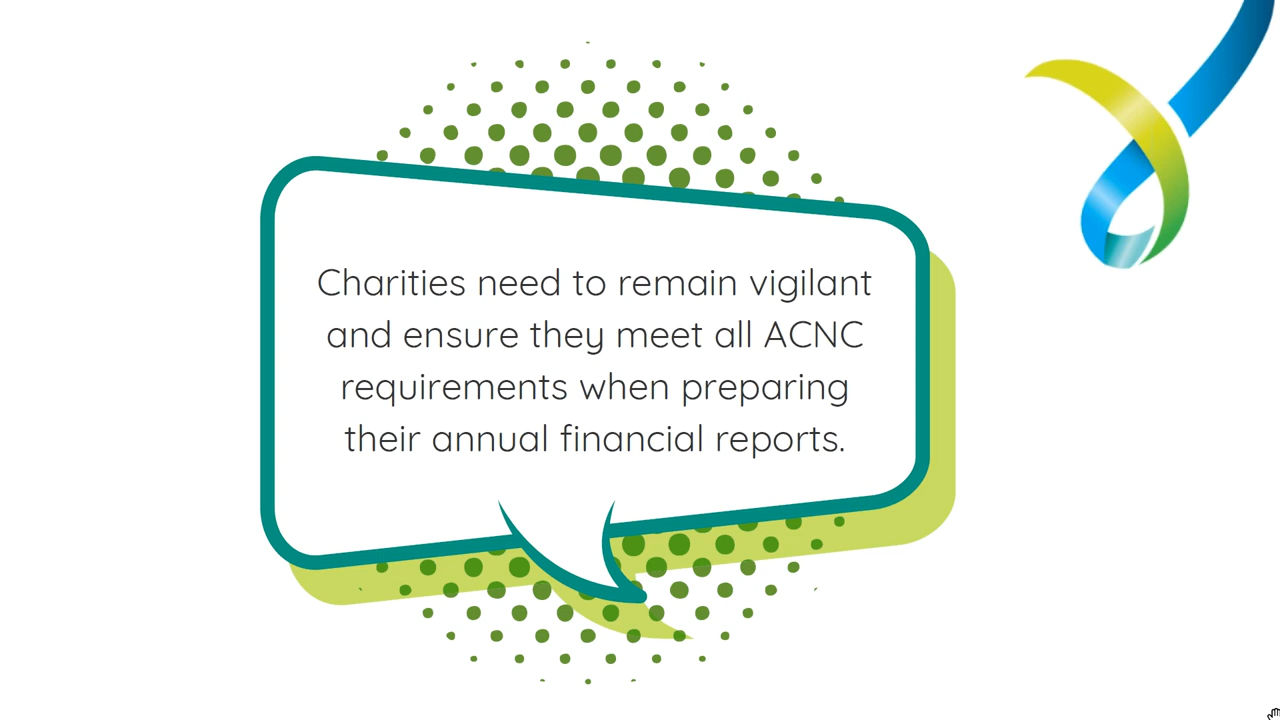 Charities need to remain vigilant
and ensure they meet all ACNC
requirements when preparing
their annual financial reports.